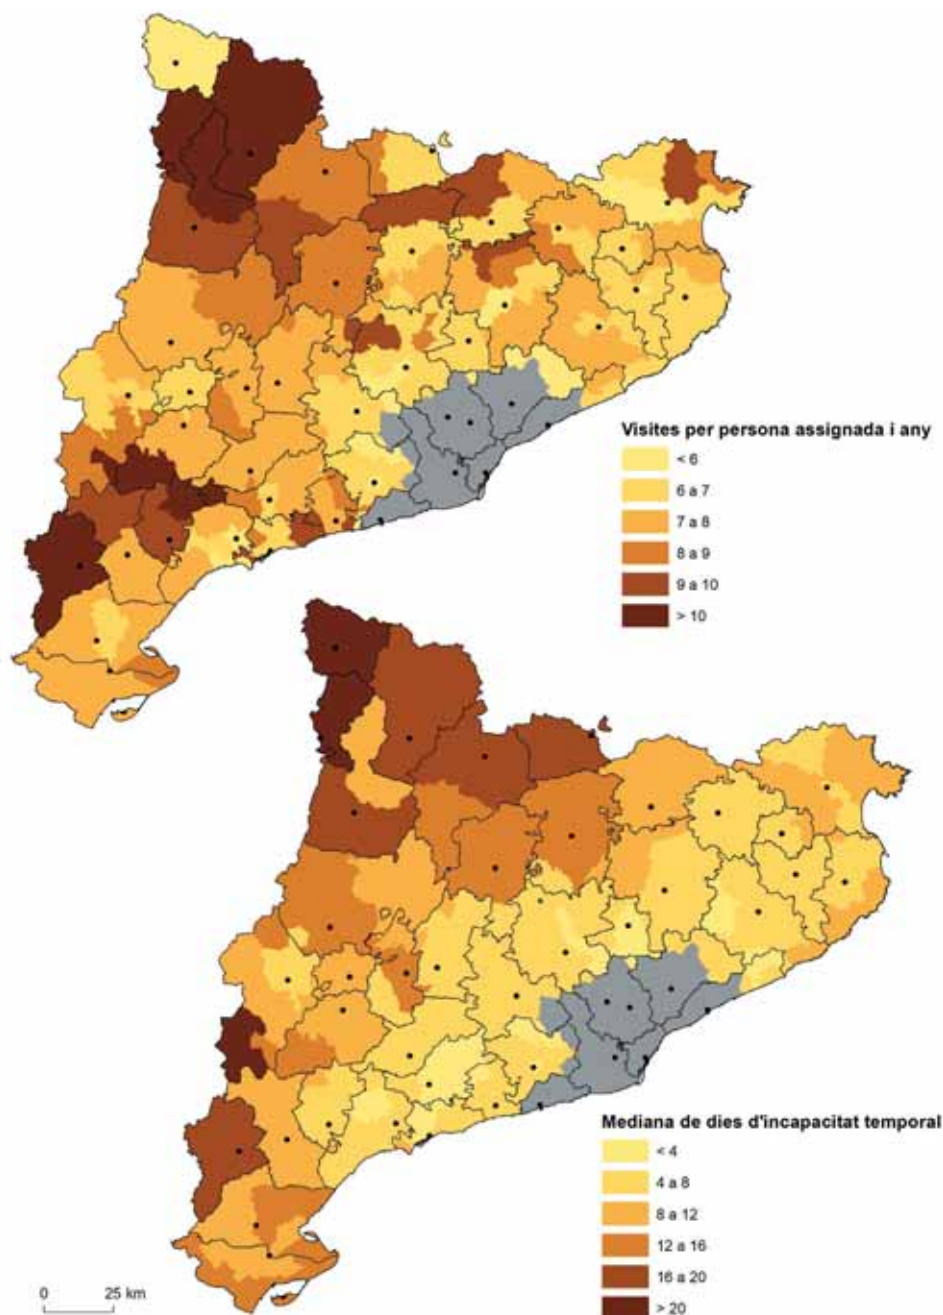 Visites per persona assignada i any
< 6
6 a 7
7 a 8
8 a 9
9 a 10
> 10
Mediana de dies d'incapacitat temporal
< 4
4 a 8
8 a 12
12 a 16
16 a 20
> 20
0 25 km